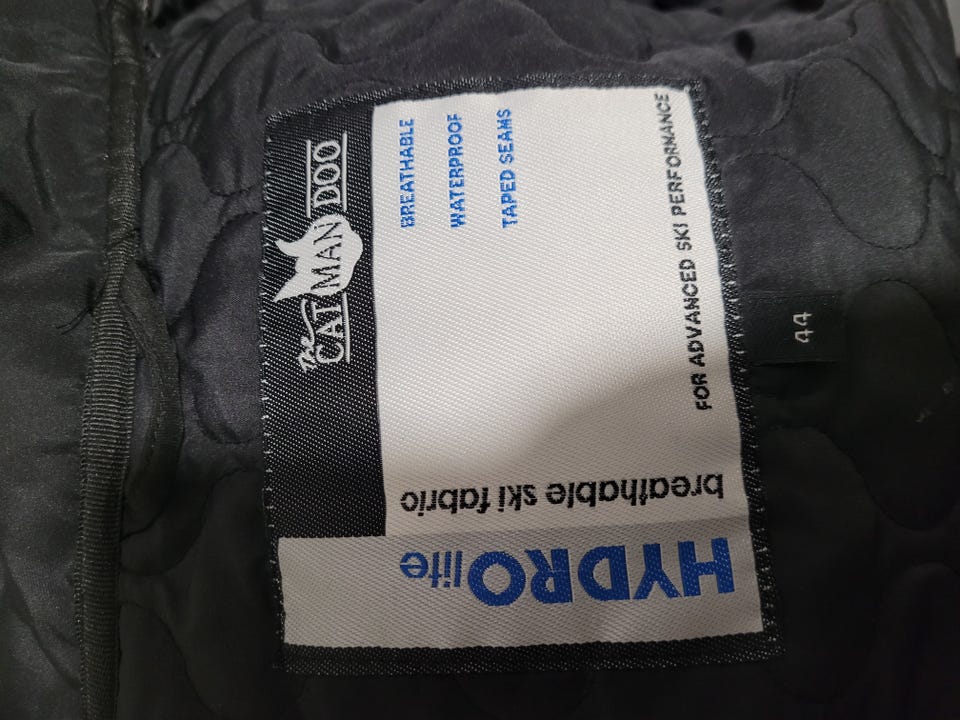 The
CAT MAN DOO
BREATHABLE
WATERPROOF
TAPED SEAMS
FOR ADVANCED SKI PERFORMANCE
HYDROlite
breathable ski fabric
44